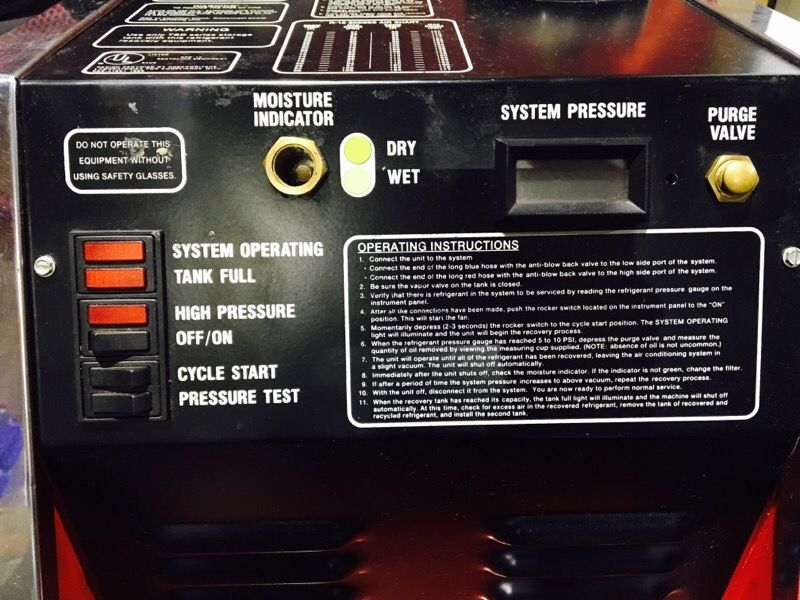 WARNING
Use only TSD series storage
tank with this refrigerant
recovery equipment.
UL
LISTED
MOISTURE
INDICATOR
DRY
WET
SYSTEM PRESSURE
PURGE
VALVE
DO NOT OPERATE THIS
EQUIPMENT WITHOUT
USING SAFETY GLASSES.
SYSTEM OPERATING
TANK FULL
HIGH PRESSURE
OFF/ON
CYCLE START
PRESSURE TEST
OPERATING INSTRUCTIONS
1. Connect the unit to the system
- Connect the end of the long blue hose with the anti-blow back valve to the low side port of the system.
- Connect the end of the long red hose with the anti-blow back valve to the high side port of the system.
2. Be sure the vapor valve on the tank is closed.
3. Verify that there is refrigerant in the system to be serviced by reading the refrigerant pressure gauge on the
instrument panel.
4. After all the connections have been made, push the rocker switch located on the instrument panel to the "ON"
position. This will start the fan.
5. Momentarily depress (2-3 seconds) the rocker switch to the cycle start position. The SYSTEM OPERATING
light will illuminate and the unit will begin recovery.
6. When the refrigerant pressure gauge has reached 5 to 10 PSI, depress the purge valve and measure the
quantity of oil removed by viewing the measuring cup supplied. (NOTE: absence of oil is not uncommon.)
7. The unit will operate until all of the refrigerant has been recovered, leaving the air conditioning system in
a slight vacuum. The unit will shut off automatically.
8. Immediately after the unit shuts off, check the moisture indicator. If the indicator is not green, change the filter.
9. If after a period of time the system pressure increases to above vacuum, repeat the recovery process.
10. With the unit off, disconnect it from the system. You are now ready to perform normal service.
11. When the recovery tank has reached its capacity, the tank full light will illuminate and the machine will shut off
automatically. At this time, check for excess air in the recovered refrigerant, remove the tank of recovered and
recycled refrigerant, and install the second tank.